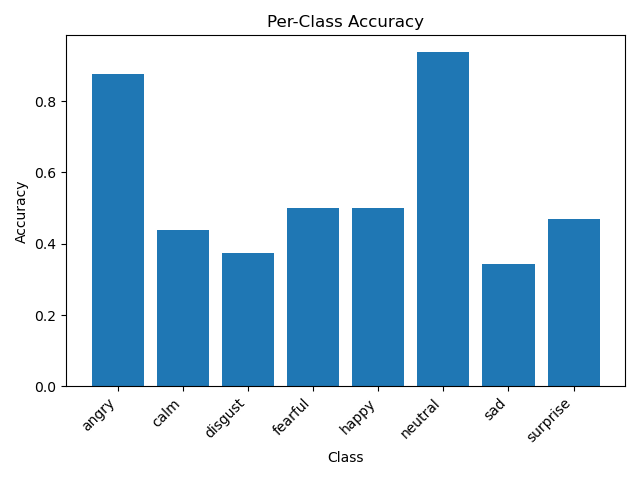 Per-Class Accuracy
Accuracy
0.8
0.6
0.4
0.2
0.0
angry
calm
disgust
fearful
happy
neutral
sad
surprise
Class